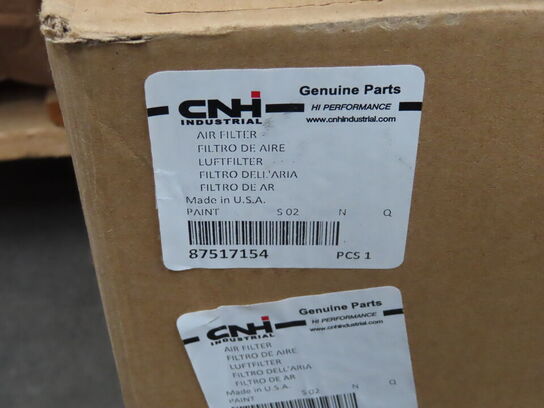 CNH
INDUSTRIAL
Genuine Parts
HI PERFORMANCE
www.cnhindustrial.com
AIR FILTER
FILTRO DE AIRE
LUFTFILTER
FILTRO DELL'ARIA
FILTRO DE AR
Made in U.S.A.
PAINT S 02 N Q
87517154 PCS 1
CNH
INDUSTRIAL
Genuine Parts
HI PERFORMANCE
www.cnhindustrial.com
AIR FILTER
FILTRO DE AIRE
LUFTFILTER
FILTRO DELL'ARIA
FILTRO DE AR
Made in U.S.A.
PAINT S 02 N Q